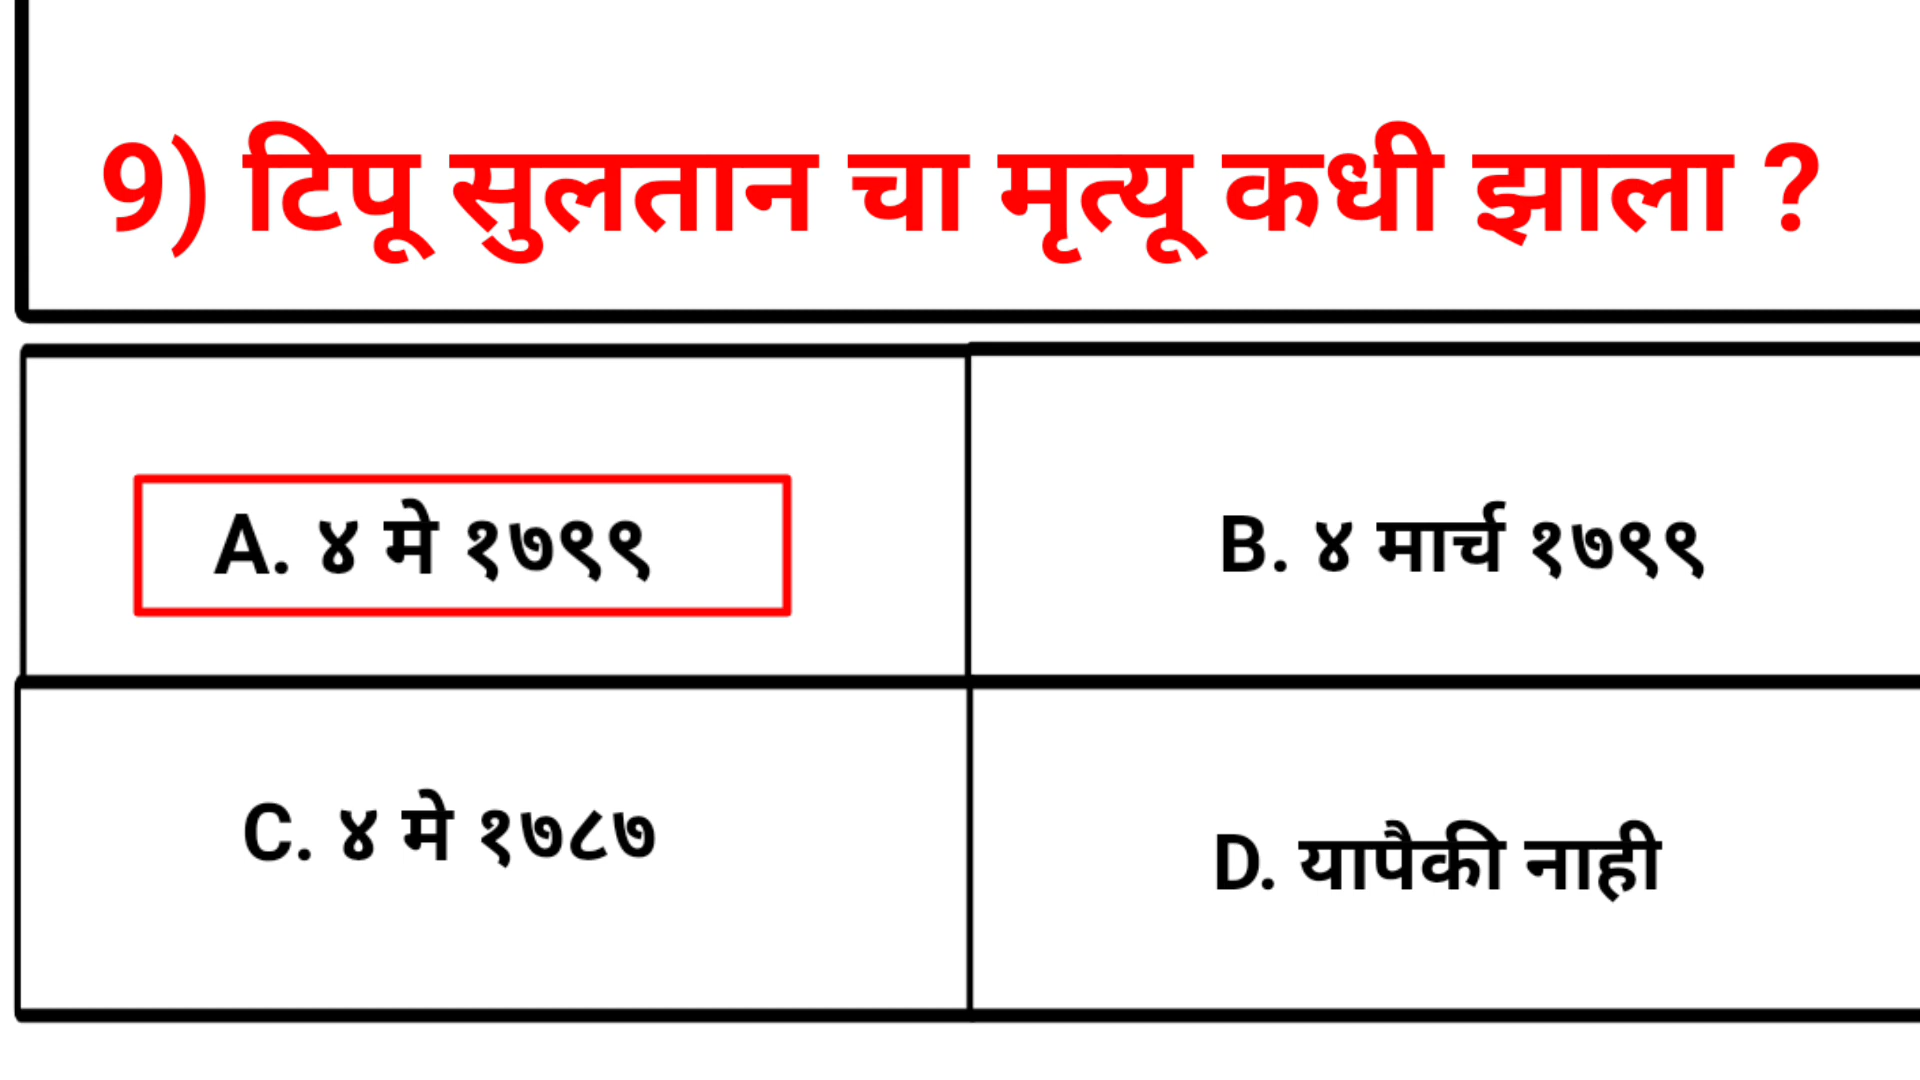 9) टिपू सुलतान चा मृत्यू कधी झाला ?
A. ४ मे १७९९
B. ४ मार्च १७९९
C. ४ मे १७८७
D. यापैकी नाही